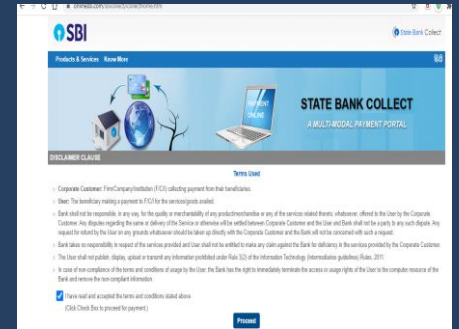 onlinesbi.com/sbicollect/icollecthome.htm
SBI
State Bank Collect
Products & Services Know More
PAYMENT
ONLINE
STATE BANK COLLECT
A MULTI-MODAL PAYMENT PORTAL
DISCLAIMER CLAUSE
Terms Used
Corporate Customer: Firm/Company/Institution (F/C/I) collecting payment from their beneficiaries.
User: The beneficiary making a payment to F/C/I for the services/goods availed.
Bank shall not be responsible, in any way, for the quality or merchantability of any product/merchandise or any of the services related thereto, whatsoever, offered to the User by the Corporate
Customer. Any disputes regarding the same or delivery of the Service or otherwise will be settled between Corporate Customer and the User and Bank shall not be a party to any such dispute. Any
request for refund by the User on any grounds whatsoever should be taken up directly with the Corporate Customer and the Bank will not be concerned with such a request.
Bank takes no responsibility in respect of the services provided and User shall not be entitled to make any claim against the Bank for deficiency in the services provided by the Corporate Customer.
The User shall not publish, display, upload or transmit any information prohibited under Rule 3(2) of the Information Technology (Intermediaries guidelines) Rules, 2011.
In case of non-compliance of the terms and conditions of usage by the User, the Bank has the right to immediately terminate the access or usage rights of the User to the computer resource of the
Bank and remove the non-compliant information.
I have read and accepted the terms and conditions stated above.
(Click Check Box to proceed for payment.)
Proceed